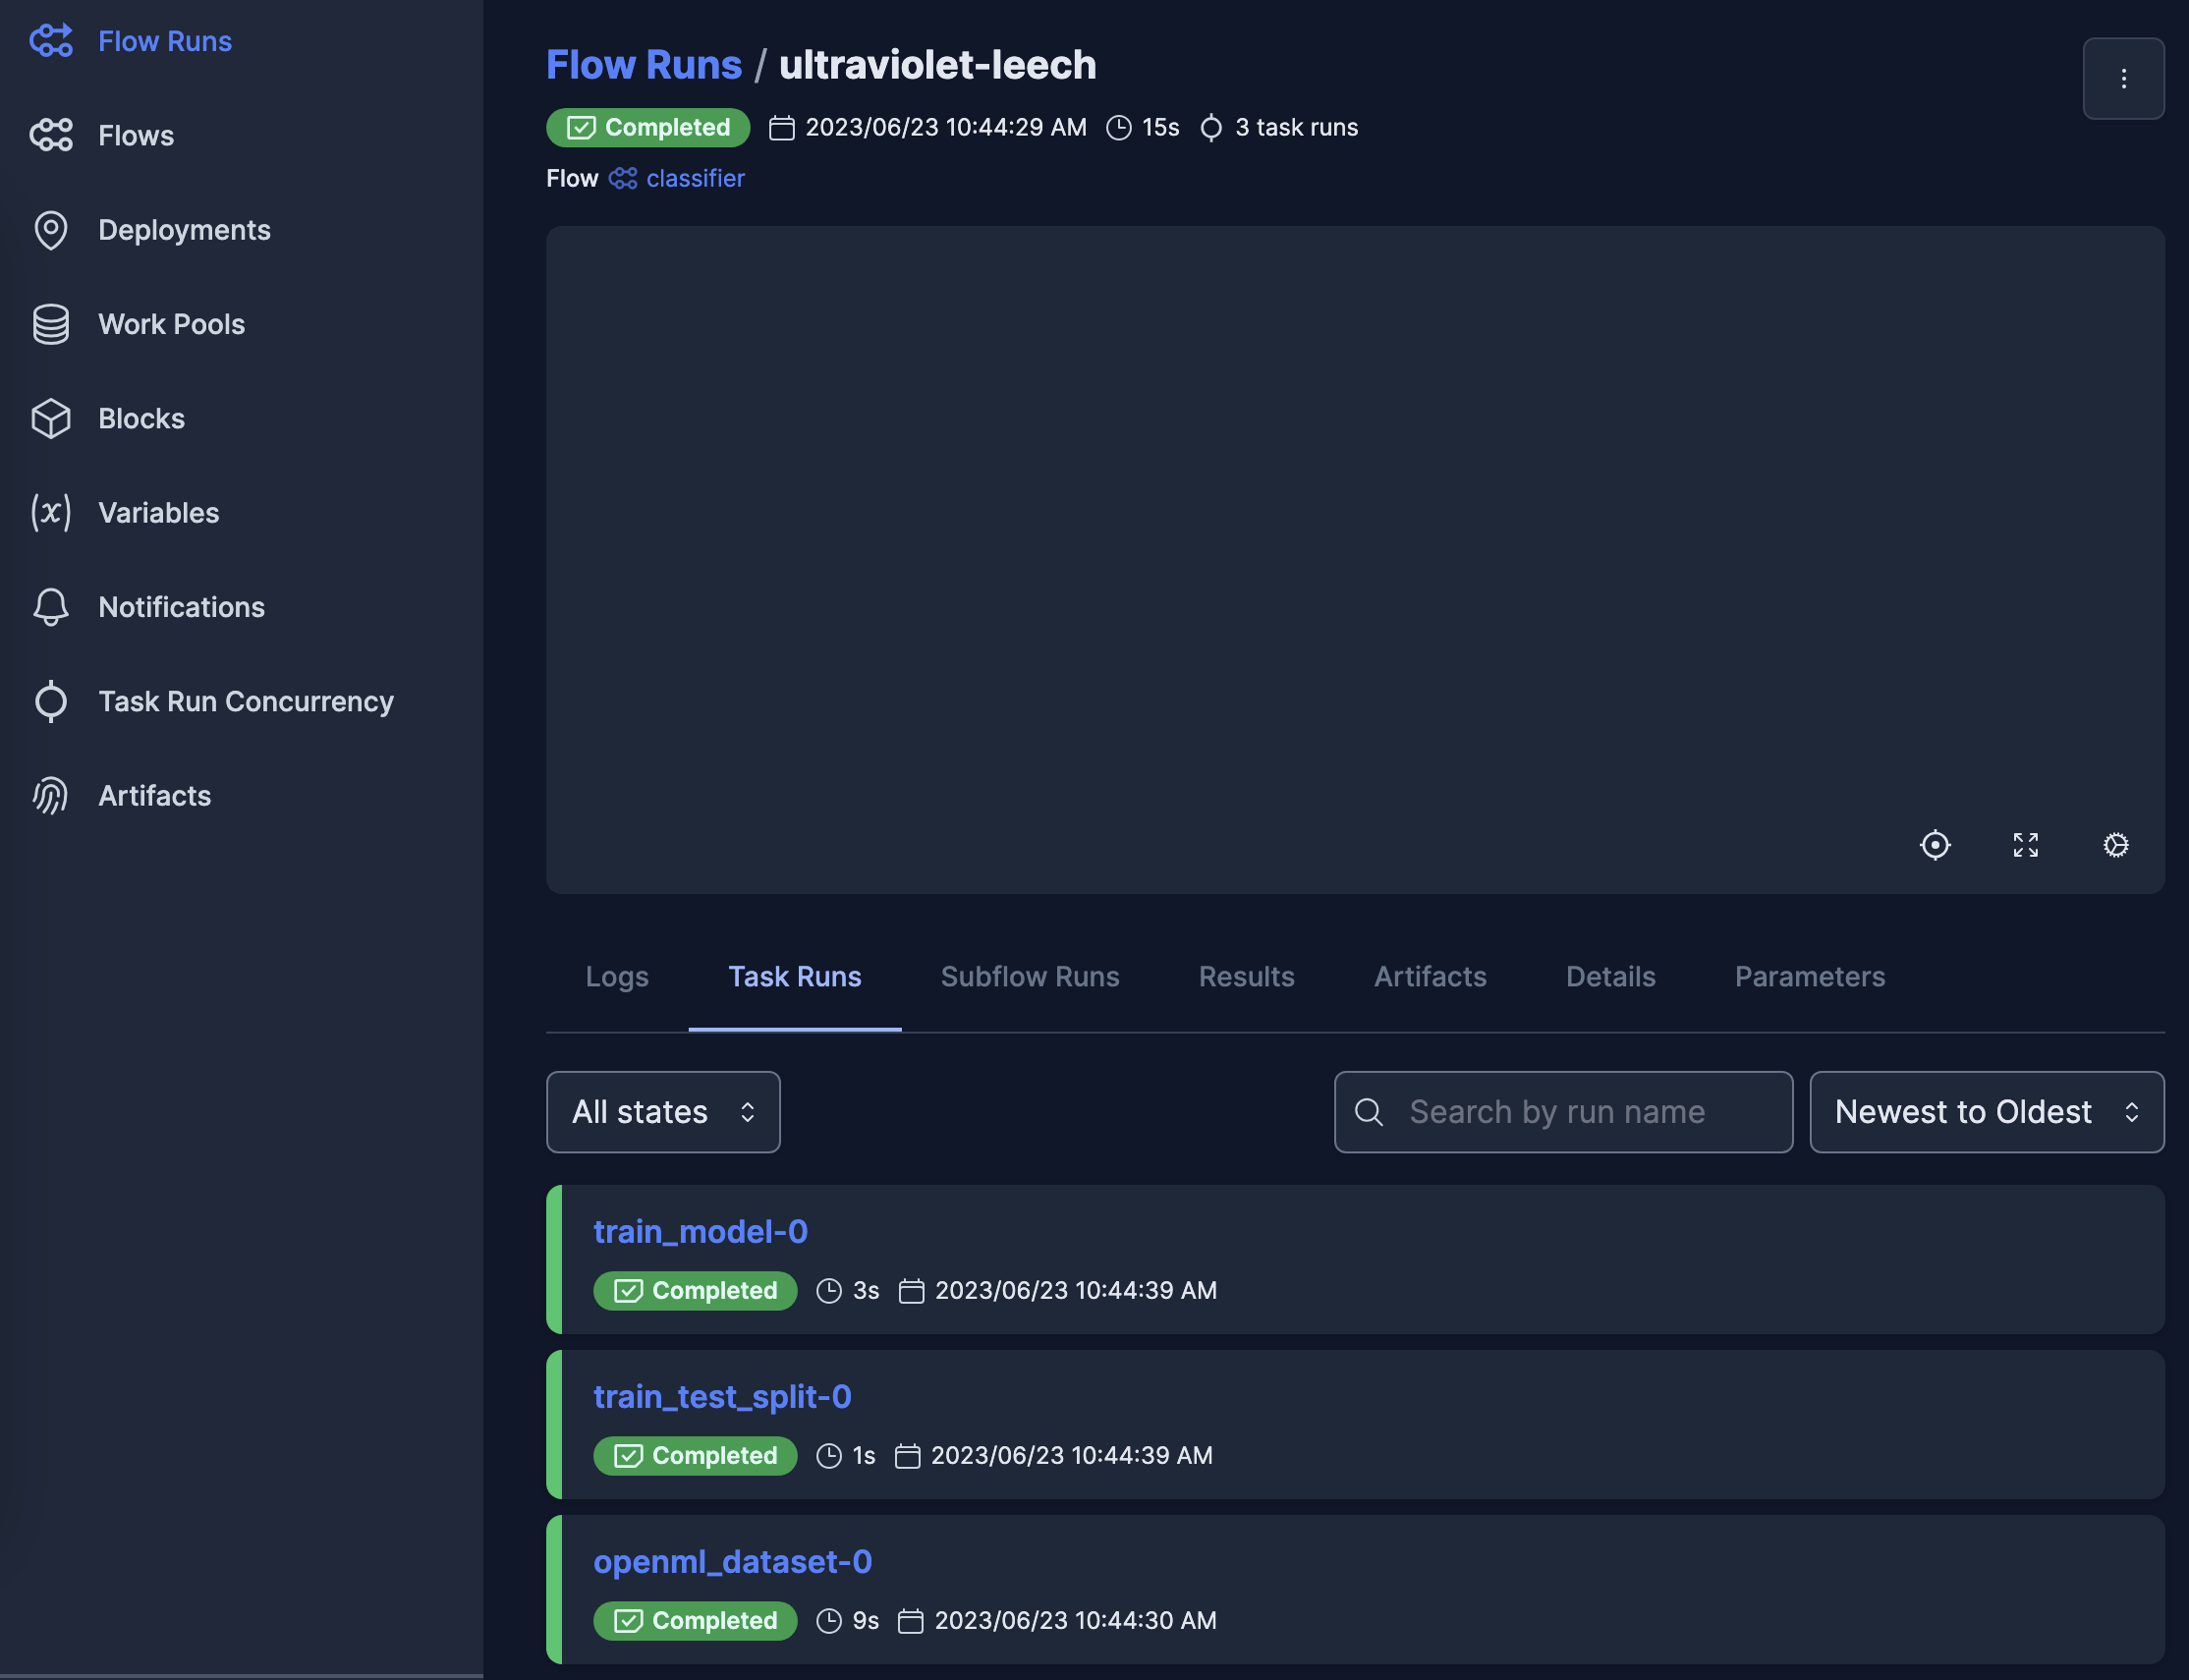 Flow Runs
Flows
Deployments
Work Pools
Blocks
(x) Variables
Notifications
Task Run Concurrency
Artifacts
Flow Runs / ultraviolet-leech
Completed 2023/06/23 10:44:29 AM 15s 3 task runs
Flow classifier
Logs Task Runs Subflow Runs Results Artifacts Details Parameters
All states Search by run name Newest to Oldest
train_model-0
Completed 3s 2023/06/23 10:44:39 AM
train_test_split-0
Completed 1s 2023/06/23 10:44:39 AM
openml_dataset-0
Completed 9s 2023/06/23 10:44:30 AM